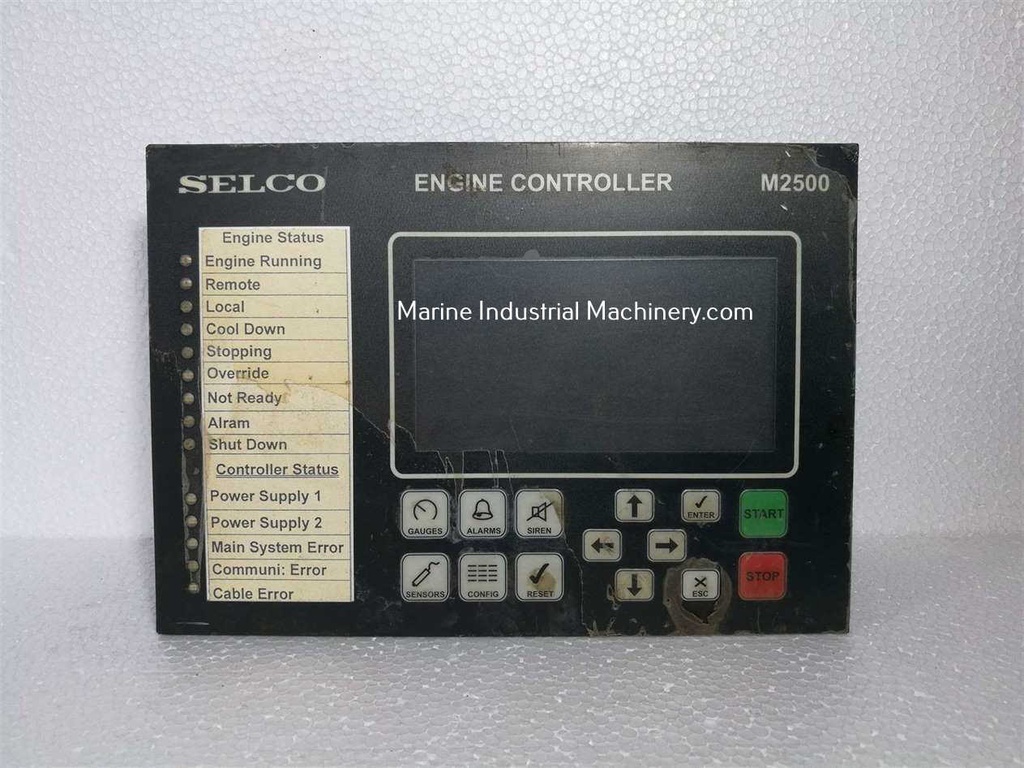 SELCO
ENGINE CONTROLLER
M2500
Engine Status
Engine Running
Remote
Local
Cool Down
Stopping
Override
Not Ready
Alram
Shut Down
Controller Status
Power Supply 1
Power Supply 2
Main System Error
Communi: Error
Cable Error
Marine Industrial Machinery.com
GAUGES
ALARMS
SIREN
ENTER
START
SENSORS
CONFIG
RESET
ESC
STOP